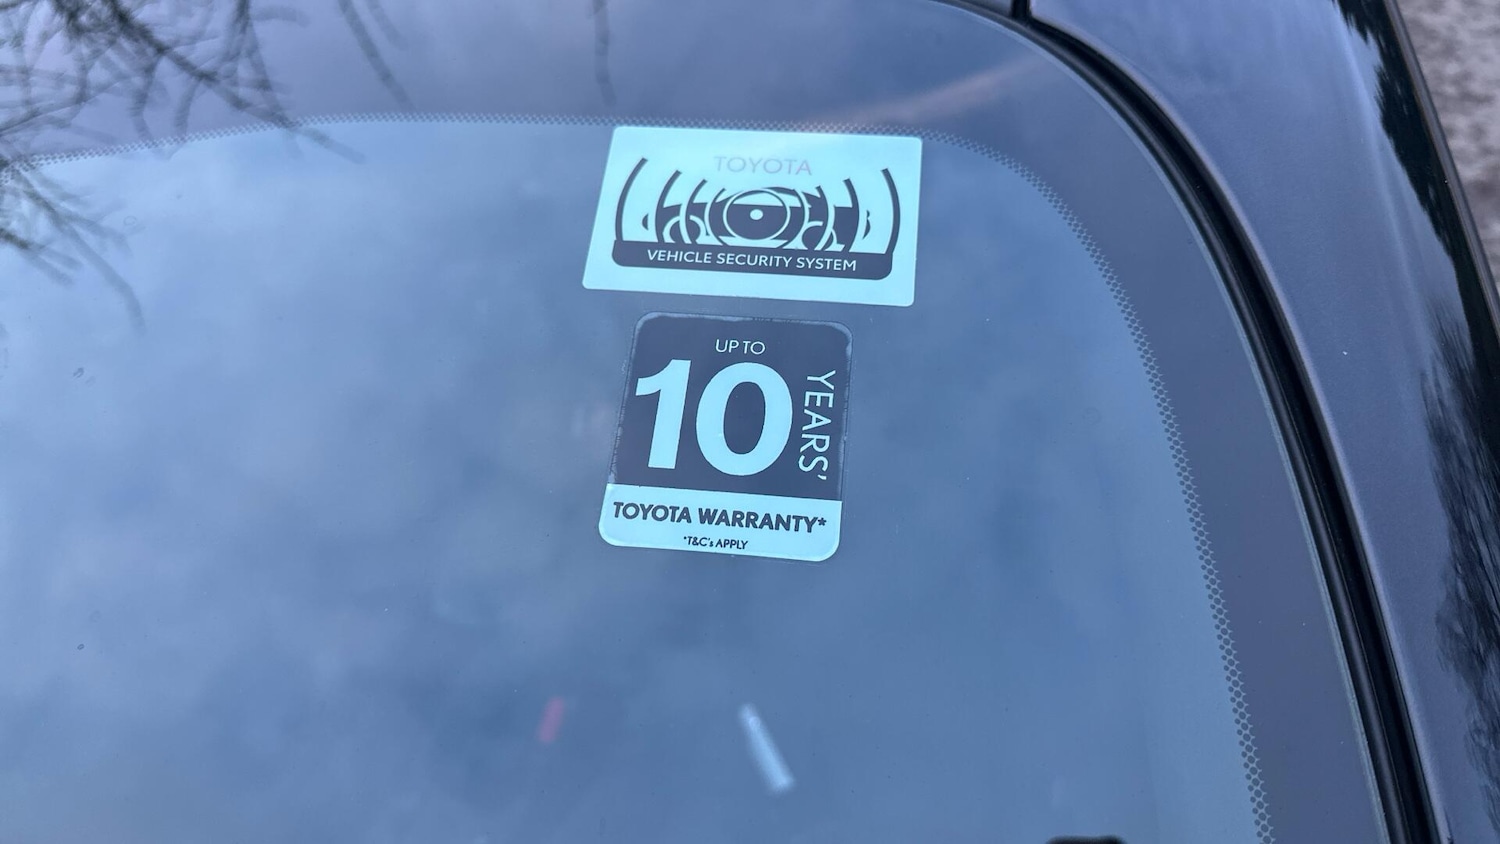 TOYOTA
VEHICLE SECURITY SYSTEM
UP TO
10
YEARS'
TOYOTA WARRANTY*
*T&C's APPLY